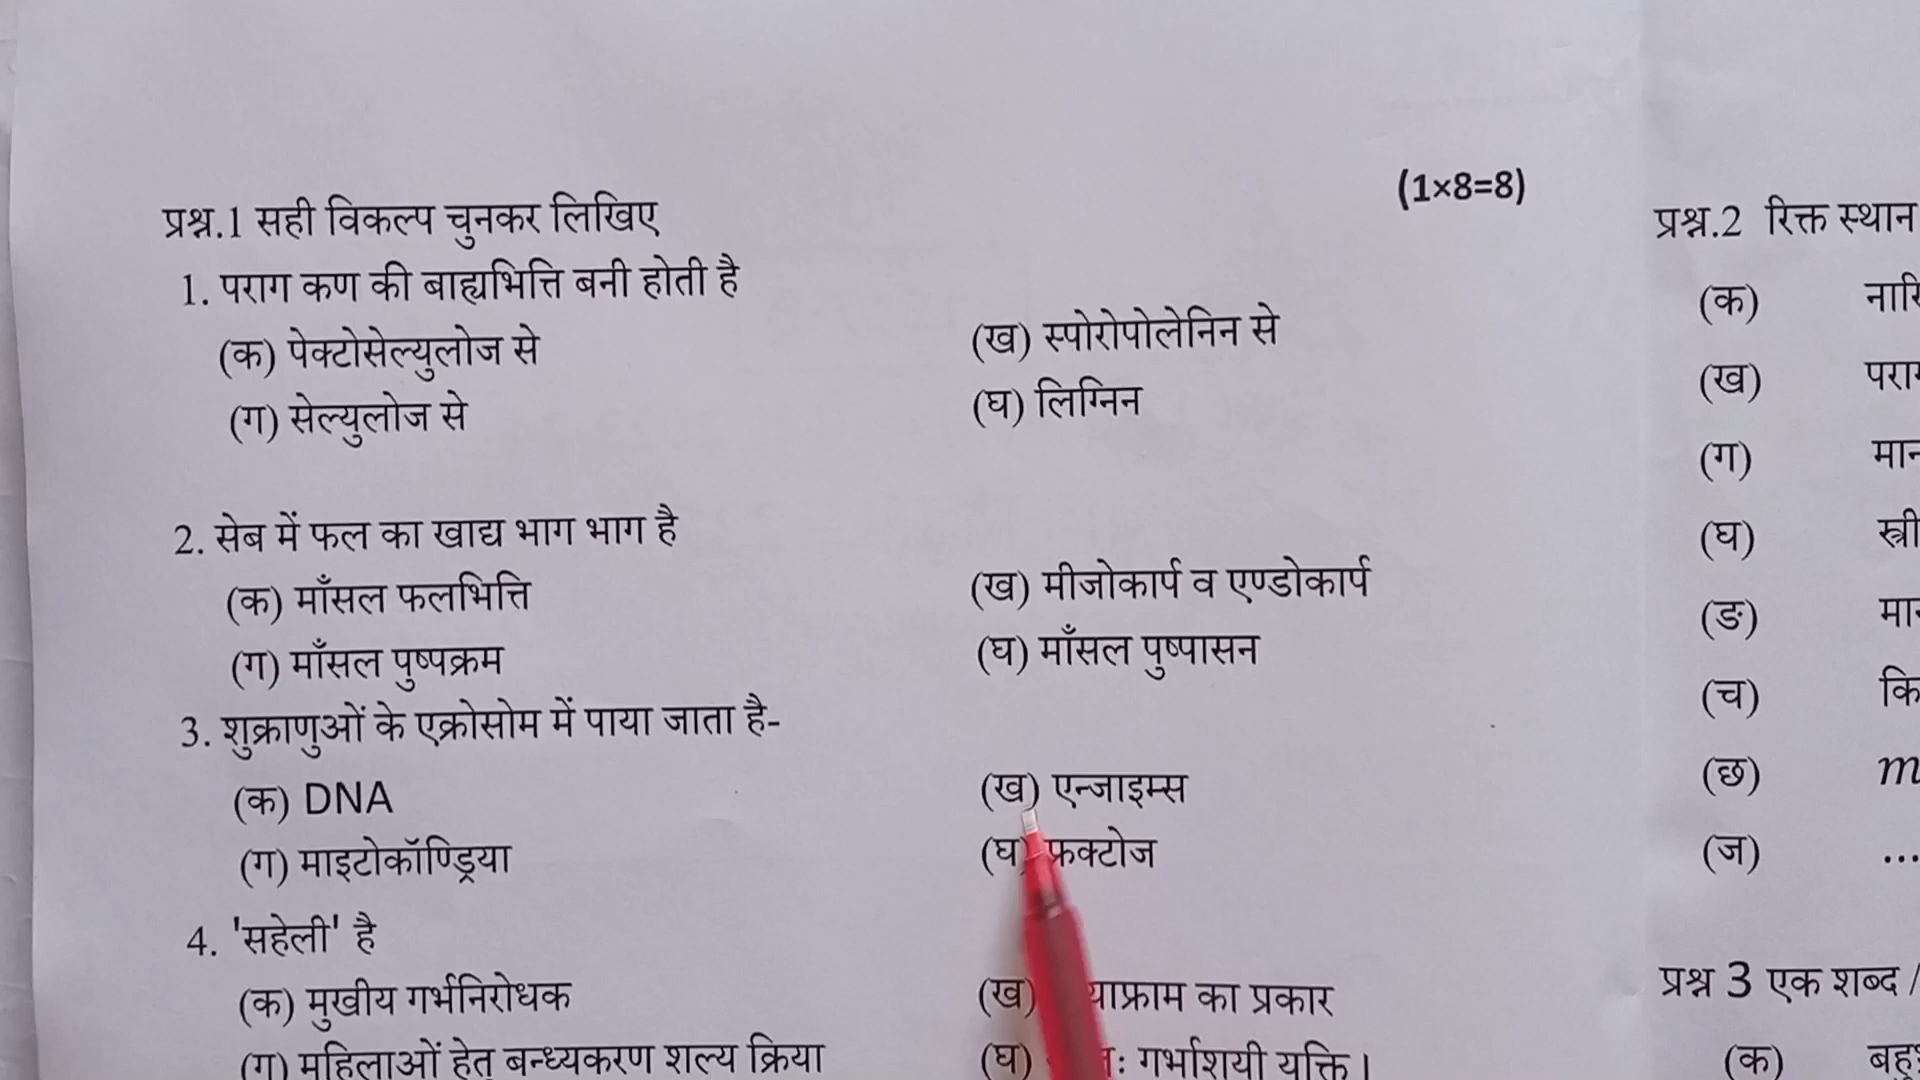 (1×8=8)
प्रश्न.1 सही विकल्प चुनकर लिखिए
1. पराग कण की बाह्यभित्ति बनी होती है
(क) पेक्टोसेल्युलोज से
(ख) स्पोरोपोलेनिन से
(ग) सेल्युलोज से
(घ) लिग्निन
2. सेब में फल का खाद्य भाग भाग है
(क) माँसल फलभित्ति
(ख) मीजोकार्प व एण्डोकार्प
(ग) माँसल पुष्पक्रम
(घ) माँसल पुष्पासन
3. शुक्राणुओं के एक्रोसोम में पाया जाता है-
(क) DNA
(ख) एन्जाइम्स
(ग) माइटोकॉण्ड्रिया
(घ) फ्रक्टोज
4. 'सहेली' है
(क) मुखीय गर्भनिरोधक
(ख) का प्रकार
(ग) महिलाओं हेतु बन्ध्यकरण शल्य क्रिया
(घ) गर्भाशयी युक्ति।
प्रश्न.2 रिक्त स्थान
(क)
(ख)
(ग)
(घ)
(ङ)
(च)
(छ)
(ज) ...
प्रश्न 3 एक शब्द /
(क)